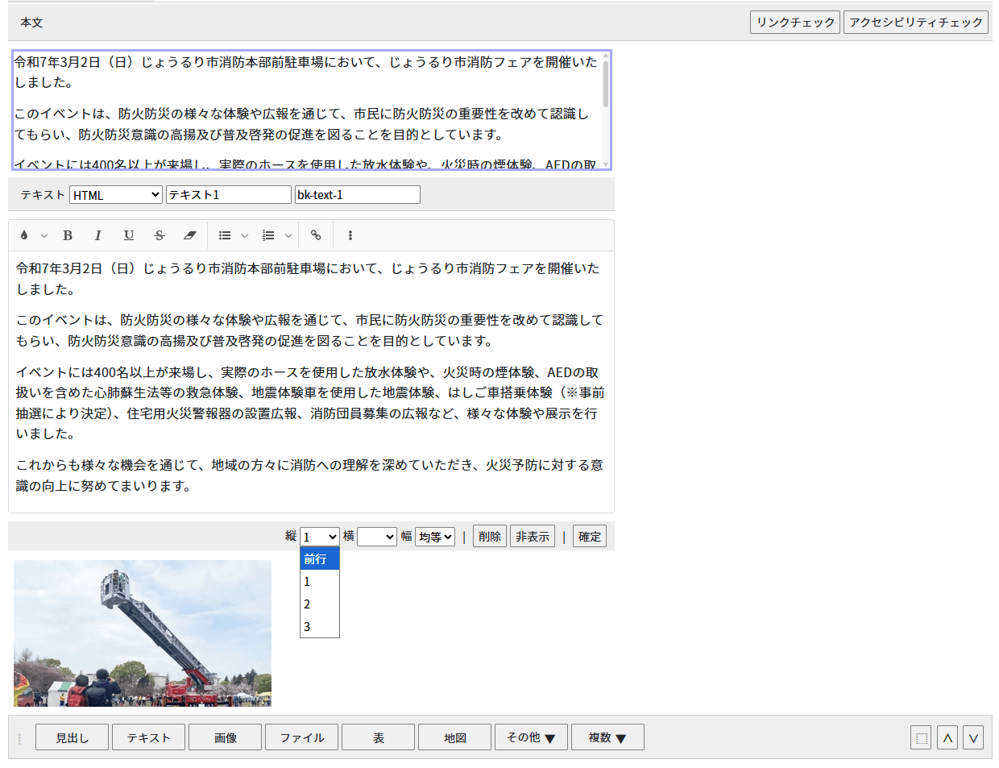 本文
リンクチェック アクセシビリティチェック
令和7年3月2日（日）じょうるり市消防本部前駐車場において、じょうるり市消防フェアを開催いた
しました。
このイベントは、防火防災の様々な体験や広報を通じて、市民に防火防災の重要性を改めて認識し
てもらい、防火防災意識の高揚及び普及啓発の促進を図ることを目的としています。
イベントには400名以上が来場し、実際のホースを使用した放水体験や、火災時の煙体験、AEDの取
テキスト HTML テキスト1 bk-text-1
B I U S
令和7年3月2日（日）じょうるり市消防本部前駐車場において、じょうるり市消防フェアを開催いた
しました。
このイベントは、防火防災の様々な体験や広報を通じて、市民に防火防災の重要性を改めて認識して
もらい、防火防災意識の高揚及び普及啓発の促進を図ることを目的としています。
イベントには400名以上が来場し、実際のホースを使用した放水体験や、火災時の煙体験、AEDの取
扱いを含めた心肺蘇生法等の救急体験、地震体験車を使用した地震体験、はしご車搭乗体験（※事前
抽選により決定）、住宅用火災警報器の設置広報、消防団員募集の広報など、様々な体験や展示を行
いました。
これからも様々な機会を通じて、地域の方々に消防への理解を深めていただき、火災予防に対する意
識の向上に努めてまいります。
縦 1 横 幅 均等 | 削除 非表示 | 確定
前行
1
2
3
見出し テキスト 画像 ファイル 表 地図 その他 ▼ 複数 ▼